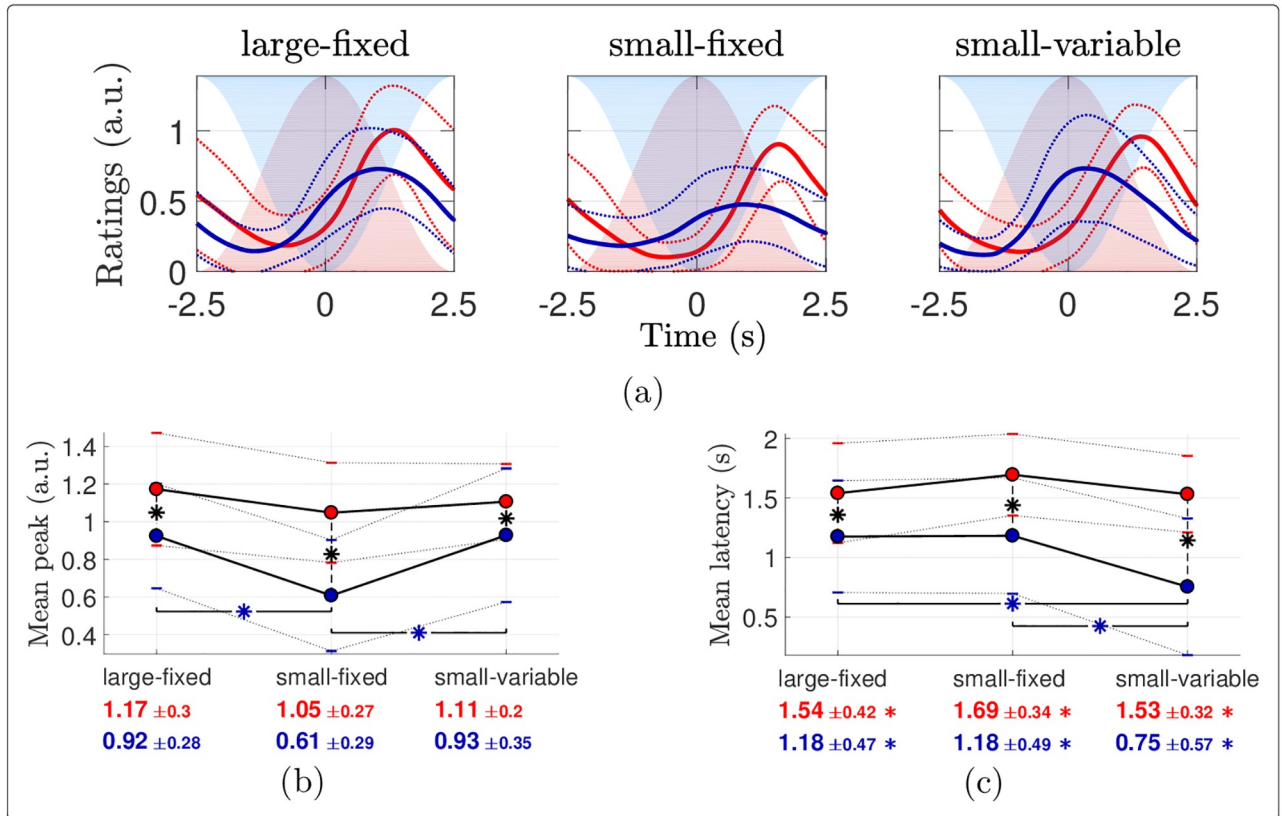 large-fixed small-fixed small-variable
Ratings (a.u.)
1
0.5
0
-2.5 0 2.5 -2.5 0 2.5 -2.5 0 2.5
Time (s)
(a)
Mean peak (a.u.)
1.4
1.2
1
0.8
0.6
0.4
large-fixed small-fixed small-variable
1.17 ±0.3 1.05 ±0.27 1.11 ±0.2
0.92 ±0.28 0.61 ±0.29 0.93 ±0.35
(b)
Mean latency (s)
2
1.5
1
0.5
large-fixed small-fixed small-variable
1.54 ±0.42 * 1.69 ±0.34 * 1.53 ±0.32 *
1.18 ±0.47 * 1.18 ±0.49 * 0.75 ±0.57 *
(c)